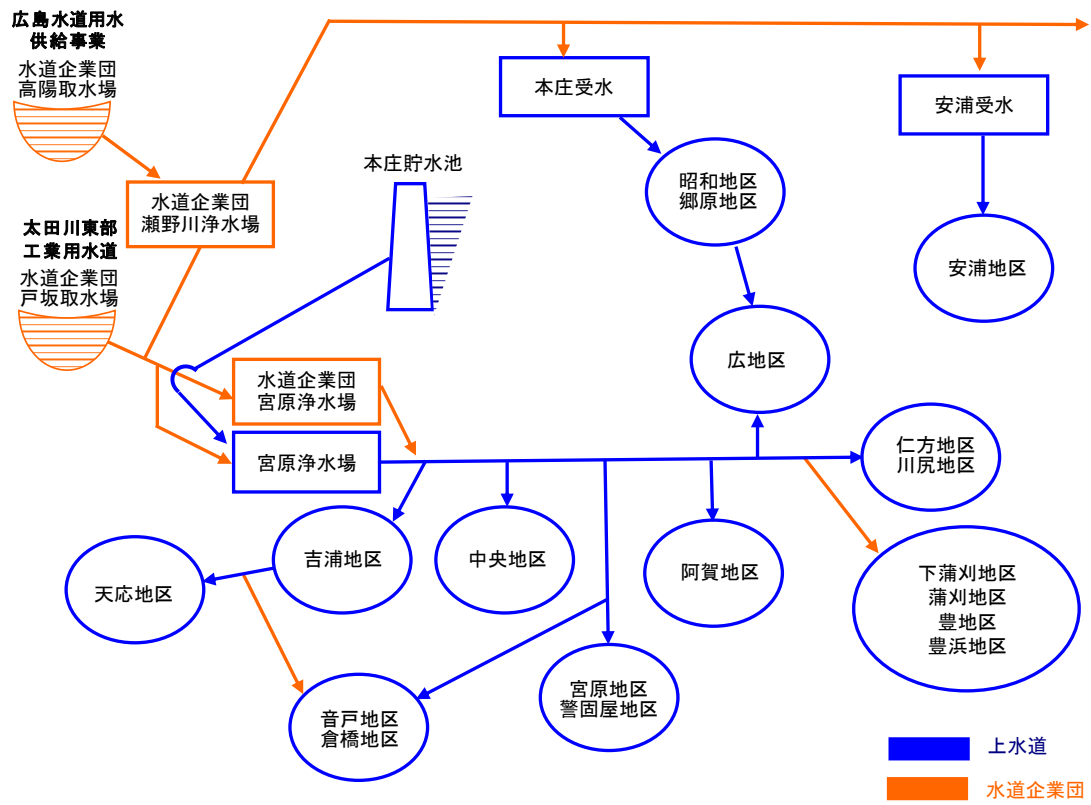 広島水道用水
供給事業
水道企業団
高陽取水場
本庄受水
安浦受水
本庄貯水池
昭和地区
郷原地区
水道企業団
瀬野川浄水場
太田川東部
工業用水道
水道企業団
戸坂取水場
安浦地区
広地区
水道企業団
宮原浄水場
宮原浄水場
仁方地区
川尻地区
吉浦地区
中央地区
阿賀地区
天応地区
下蒲刈地区
蒲刈地区
豊地区
豊浜地区
宮原地区
警固屋地区
音戸地区
倉橋地区
上水道
水道企業団